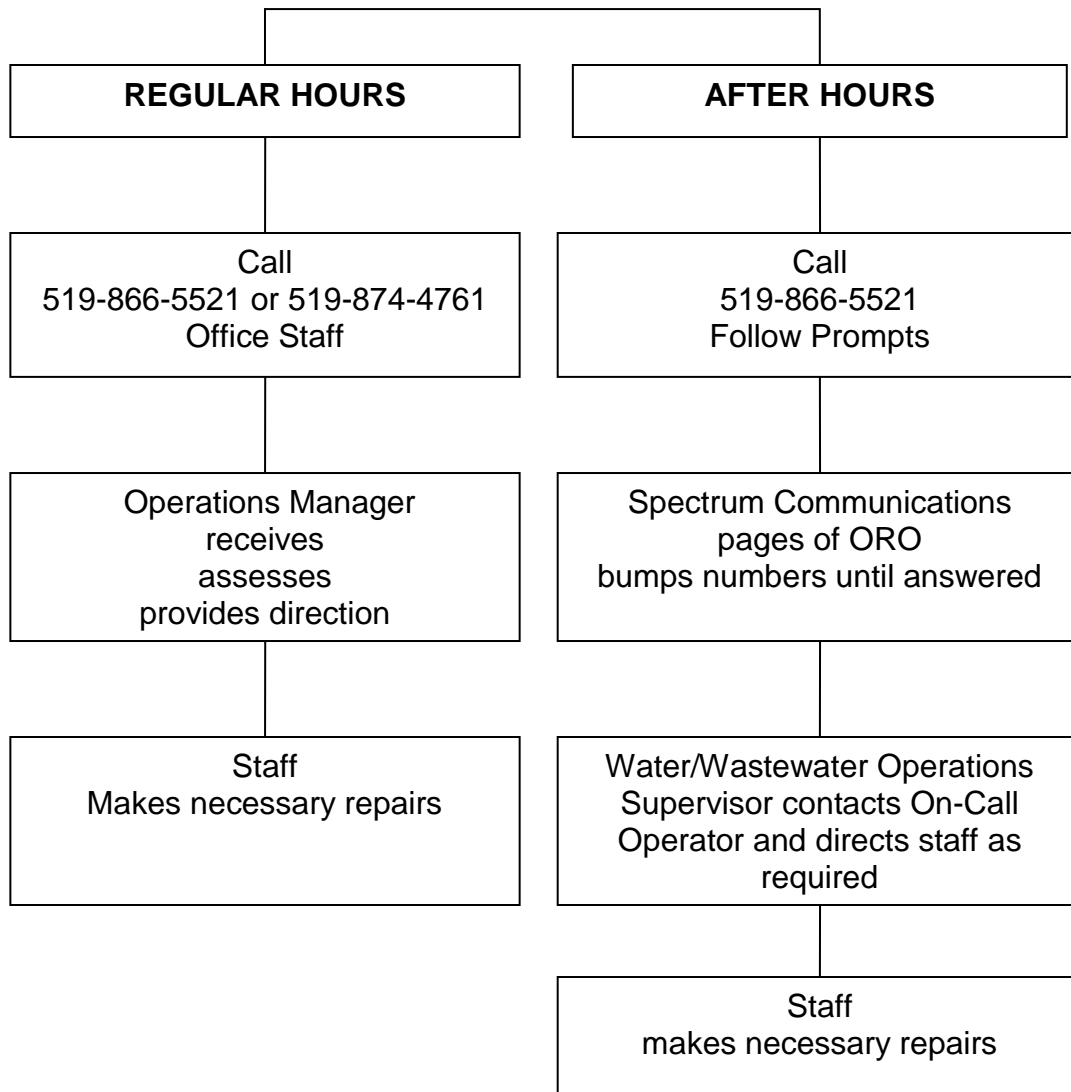 REGULAR HOURS
Call
519-866-5521 or 519-874-4761
Office Staff
Operations Manager
receives
assesses
provides direction
Staff
Makes necessary repairs
AFTER HOURS
Call
519-866-5521
Follow Prompts
Spectrum Communications
pages of ORO
bumps numbers until answered
Water/Wastewater Operations
Supervisor contacts On-Call
Operator and directs staff as
required
Staff
makes necessary repairs